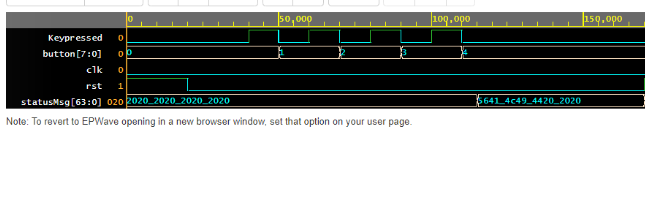 0 50,000 100,000 150,000
Keypressed 0
button[7:0] 0 0 1 2 3 4
clk 0
rst 1
statusMsg[63:0] 020 2020_2020_2020_2020 5641_4c49_4420_2020
Note: To revert to EPWave opening in a new browser window, set that option on your user page.